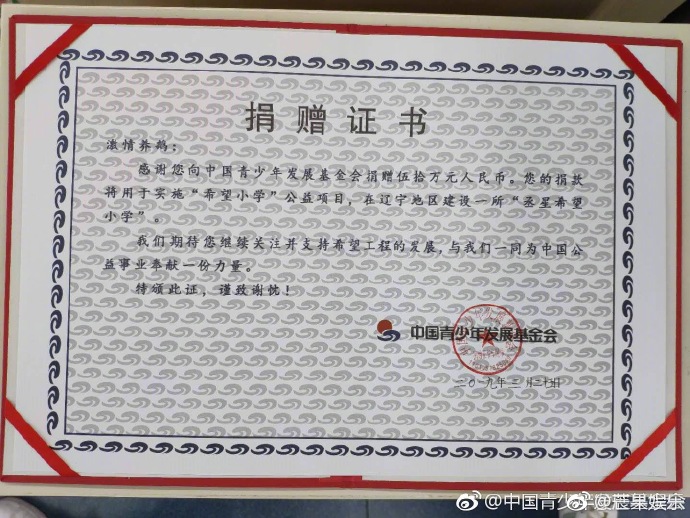 捐赠证书
激情养鹅：
感谢您向中国青少年发展基金会捐赠伍拾万元人民币。您的捐款
将用于实施“希望小学”公益项目，在辽宁地区建设一所“丞星希望
小学”。
我们期待您继续关注并支持希望工程的发展，与我们一同为中国公
益事业奉献一份力量。
特颁此证，谨致谢忱！
中国青少年发展基金会
二〇一九年三月二十七日
@中国青少年
@芒果娱乐